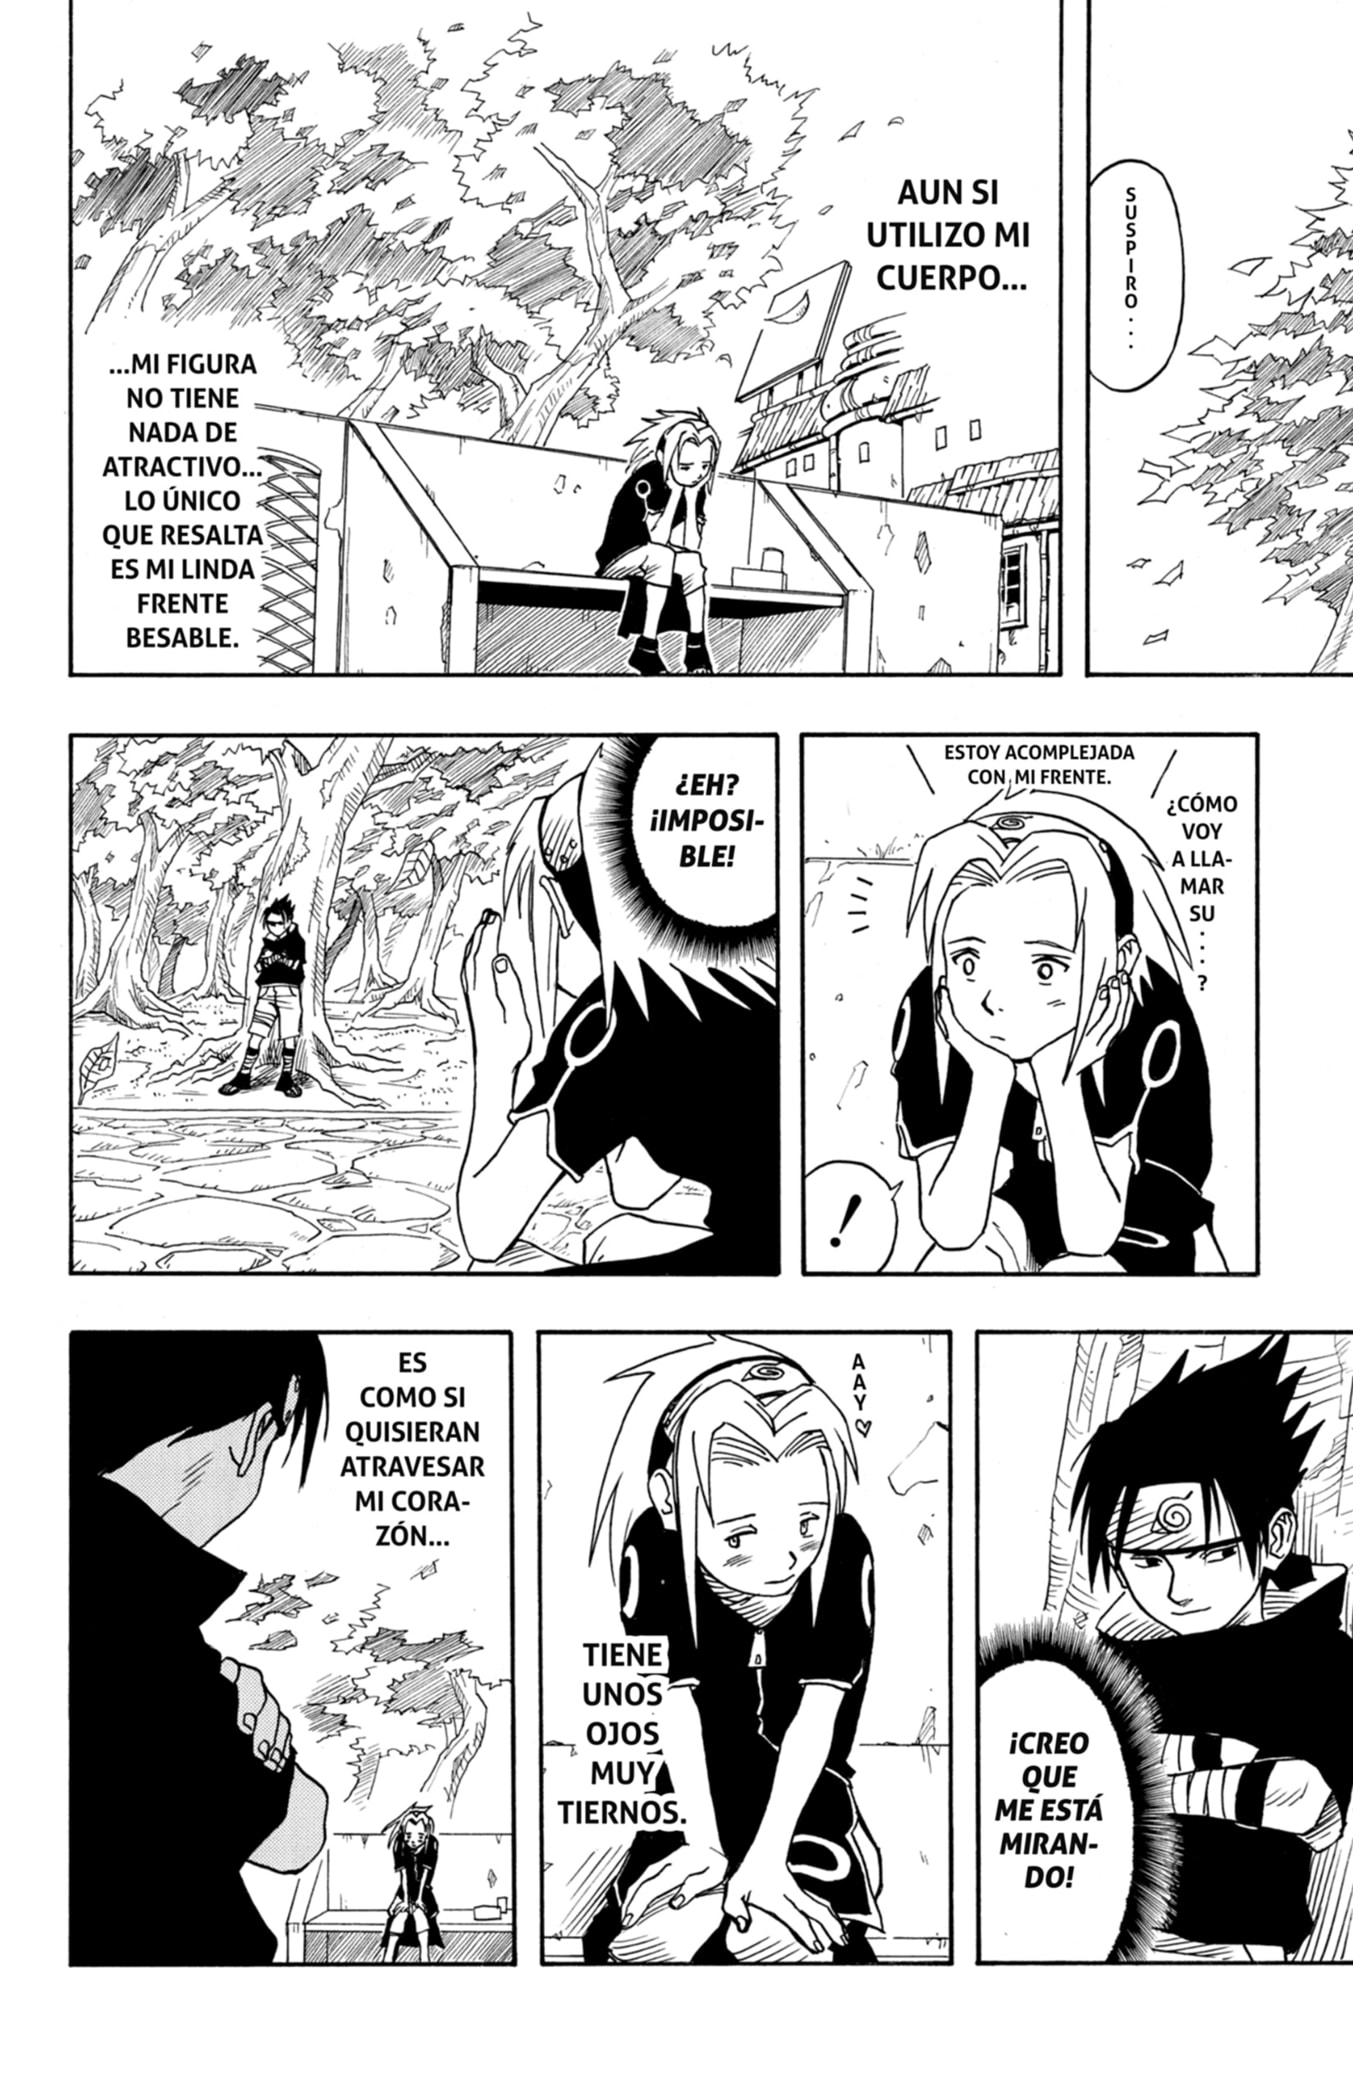 SUSPIRO...
AUN SI
UTILIZO MI
CUERPO...
...MI FIGURA
NO TIENE
NADA DE
ATRACTIVO...
LO ÚNICO
QUE RESALTA
ES MI LINDA
FRENTE
BESABLE.
ESTOY ACOMPLEJADA
CON MI FRENTE.
¿CÓMO
VOY
A LLA-
MAR
SU
....?
!
¿EH?
¡IMPOSI-
BLE!
¡CREO
QUE
ME ESTÁ
MIRAN-
DO!
AAY♡
TIENE
UNOS
OJOS
MUY
TIERNOS.
ES
COMO SI
QUISIERAN
ATRAVESAR
MI CORA-
ZÓN...